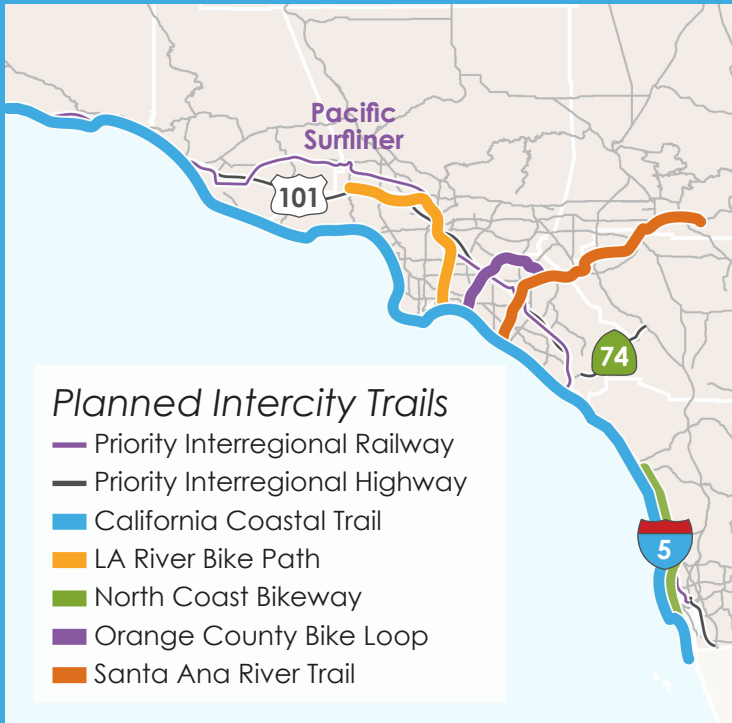 Pacific
Surfliner
101
74
5
Planned Intercity Trails
Priority Interregional Railway
Priority Interregional Highway
California Coastal Trail
LA River Bike Path
North Coast Bikeway
Orange County Bike Loop
Santa Ana River Trail